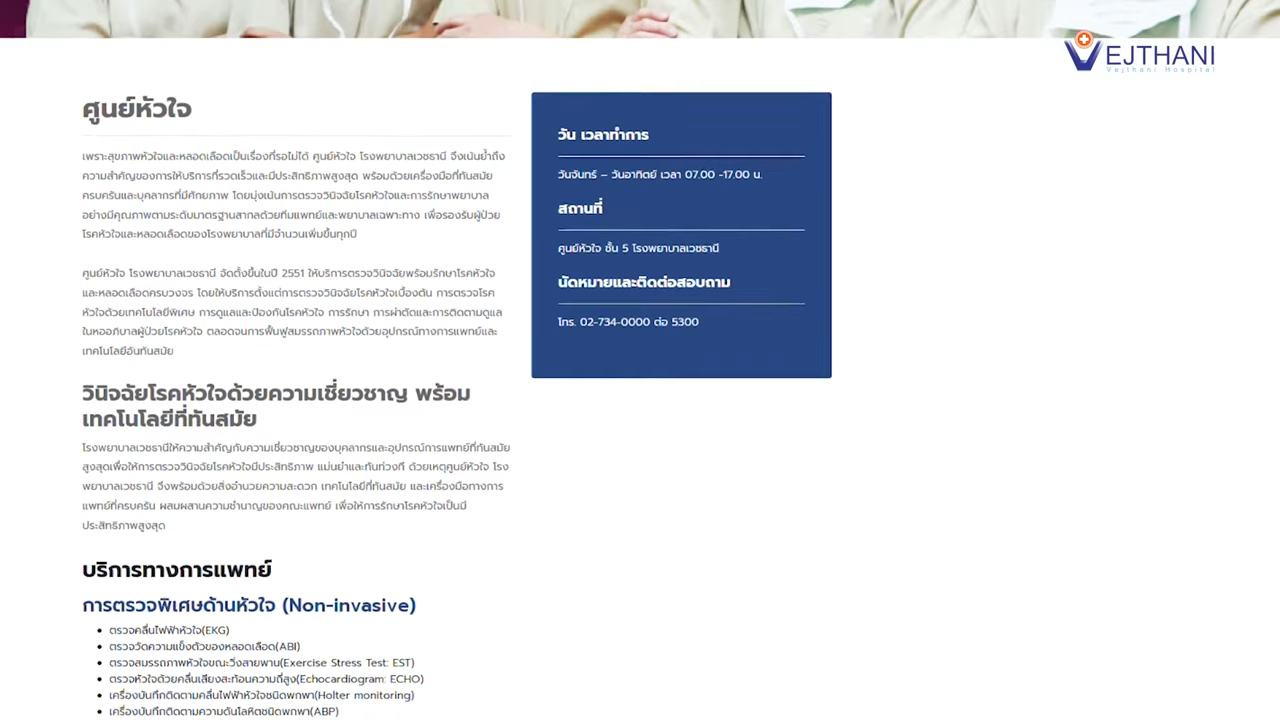 VEJTHANI
Vejthani Hospital
ศูนย์หัวใจ
เพราะสุขภาพหัวใจและหลอดเลือดเป็นเรื่องที่รอไม่ได้ ศูนย์หัวใจ โรงพยาบาลเวชธานี จึงเน้นย้ำถึง
ความสำคัญของการให้บริการที่รวดเร็วและมีประสิทธิภาพสูงสุด พร้อมด้วยเครื่องมือที่ทันสมัย
ครบครันและบุคลากรที่มีศักยภาพ โดยมุ่งเน้นการตรวจวินิจฉัยโรคหัวใจและการรักษาพยาบาล
อย่างมีคุณภาพตามระดับมาตรฐานสากลด้วยทีมแพทย์และพยาบาลเฉพาะทาง เพื่อรองรับผู้ป่วย
โรคหัวใจและหลอดเลือดของโรงพยาบาลที่มีจำนวนเพิ่มขึ้นทุกปี
ศูนย์หัวใจ โรงพยาบาลเวชธานี จัดตั้งขึ้นในปี 2551 ให้บริการตรวจวินิจฉัยพร้อมรักษาโรคหัวใจ
และหลอดเลือดครบวงจร โดยให้บริการตั้งแต่การตรวจวินิจฉัยโรคหัวใจเบื้องต้น การตรวจโรค
หัวใจด้วยเทคโนโลยีพิเศษ การดูแลและป้องกันโรคหัวใจ การรักษา การผ่าตัดและการติดตามดูแล
ในหออภิบาลผู้ป่วยโรคหัวใจ ตลอดจนการฟื้นฟูสมรรถภาพหัวใจด้วยอุปกรณ์ทางการแพทย์และ
เทคโนโลยีอันทันสมัย
วินิจฉัยโรคหัวใจด้วยความเชี่ยวชาญ พร้อม
เทคโนโลยีที่ทันสมัย
โรงพยาบาลเวชธานีให้ความสำคัญกับความเชี่ยวชาญของบุคลากรและอุปกรณ์การแพทย์ที่ทันสมัย
สูงสุดเพื่อให้การตรวจวินิจฉัยโรคหัวใจมีประสิทธิภาพ แม่นยำและทันท่วงที ด้วยเหตุศูนย์หัวใจ โรง
พยาบาลเวชธานี จึงพร้อมด้วยสิ่งอำนวยความสะดวก เทคโนโลยีที่ทันสมัย และเครื่องมือทางการ
แพทย์ที่ครบครัน ผสมผสานความชำนาญของคณะแพทย์ เพื่อให้การรักษาโรคหัวใจเป็นมี
ประสิทธิภาพสูงสุด
บริการทางการแพทย์
การตรวจพิเศษด้านหัวใจ (Non-invasive)
• ตรวจคลื่นไฟฟ้าหัวใจ(EKG)
• ตรวจวัดความแข็งตัวของหลอดเลือด(ABI)
• ตรวจสมรรถภาพหัวใจขณะวิ่งสายพาน(Exercise Stress Test: EST)
• ตรวจหัวใจด้วยคลื่นเสียงสะท้อนความถี่สูง(Echocardiogram: ECHO)
• เครื่องบันทึกติดตามคลื่นไฟฟ้าหัวใจชนิดพกพา(Holter monitoring)
• เครื่องบันทึกติดตามความดันโลหิตชนิดพกพา(ABP)
วัน เวลาทำการ
วันจันทร์ – วันอาทิตย์ เวลา 07.00 -17.00 น.
สถานที่
ศูนย์หัวใจ ชั้น 5 โรงพยาบาลเวชธานี
นัดหมายและติดต่อสอบถาม
โทร. 02-734-0000 ต่อ 5300